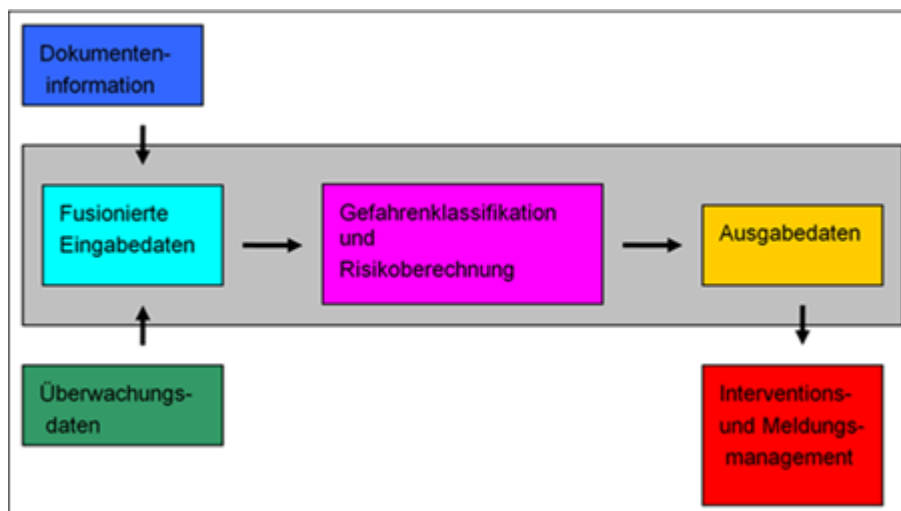 Dokumenten-
information
Fusionierte
Eingabedaten
Gefahrenklassifikation
und
Risikoberechnung
Ausgabedaten
Überwachungs-
daten
Interventions-
und Meldungs-
management